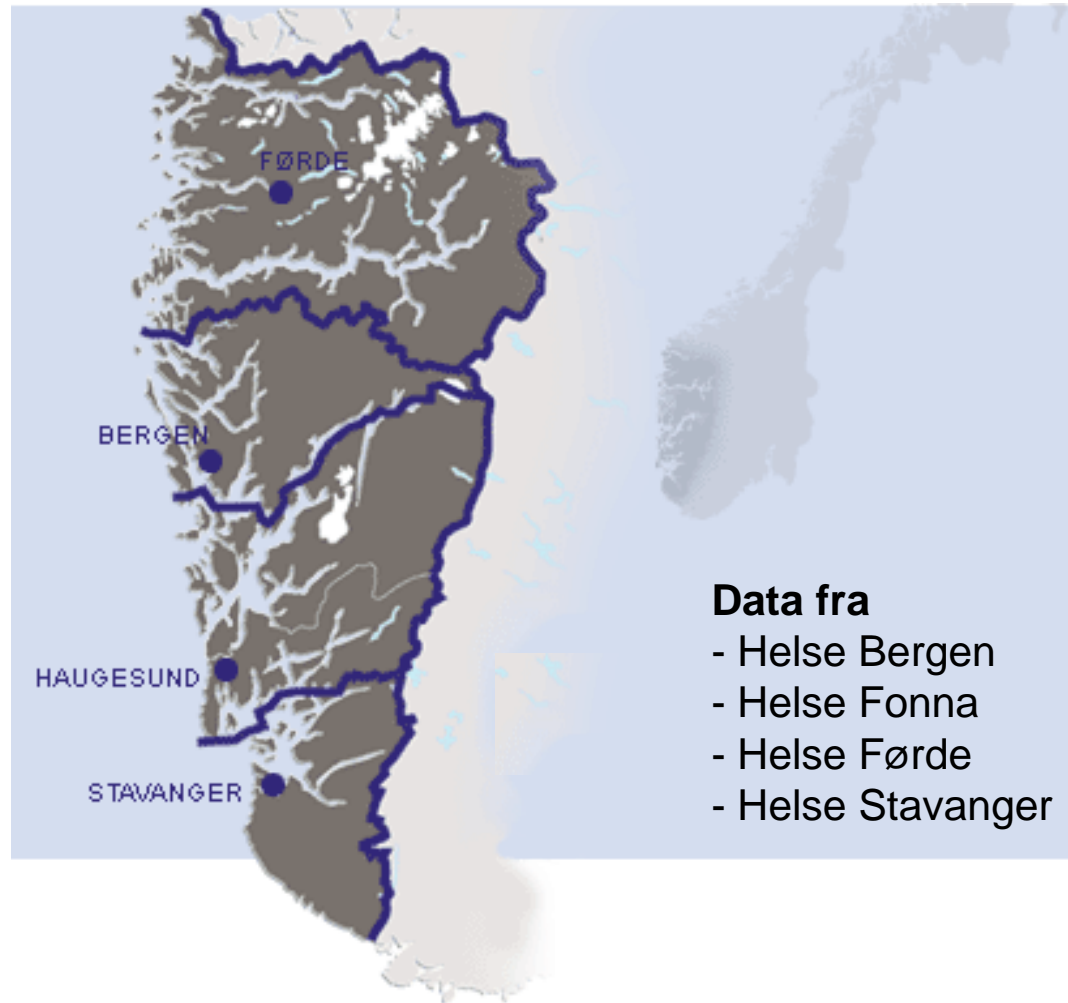 FØRDE
BERGEN
HAUGESUND
STAVANGER
Data fra
- Helse Bergen
- Helse Fonna
- Helse Førde
- Helse Stavanger